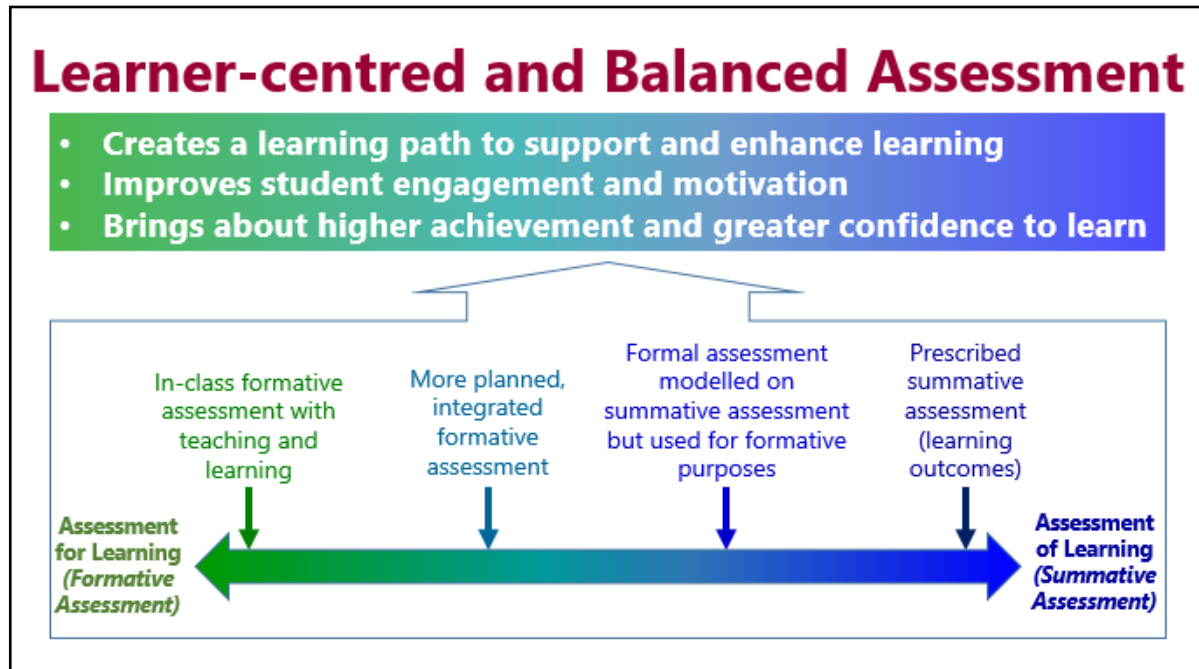 Learner-centred and Balanced Assessment
• Creates a learning path to support and enhance learning
• Improves student engagement and motivation
• Brings about higher achievement and greater confidence to learn
In-class formative
assessment with
teaching and
learning
More planned,
integrated
formative
assessment
Formal assessment
modelled on
summative assessment
but used for formative
purposes
Prescribed
summative
assessment
(learning
outcomes)
Assessment
for Learning
(Formative
Assessment)
Assessment
of Learning
(Summative
Assessment)